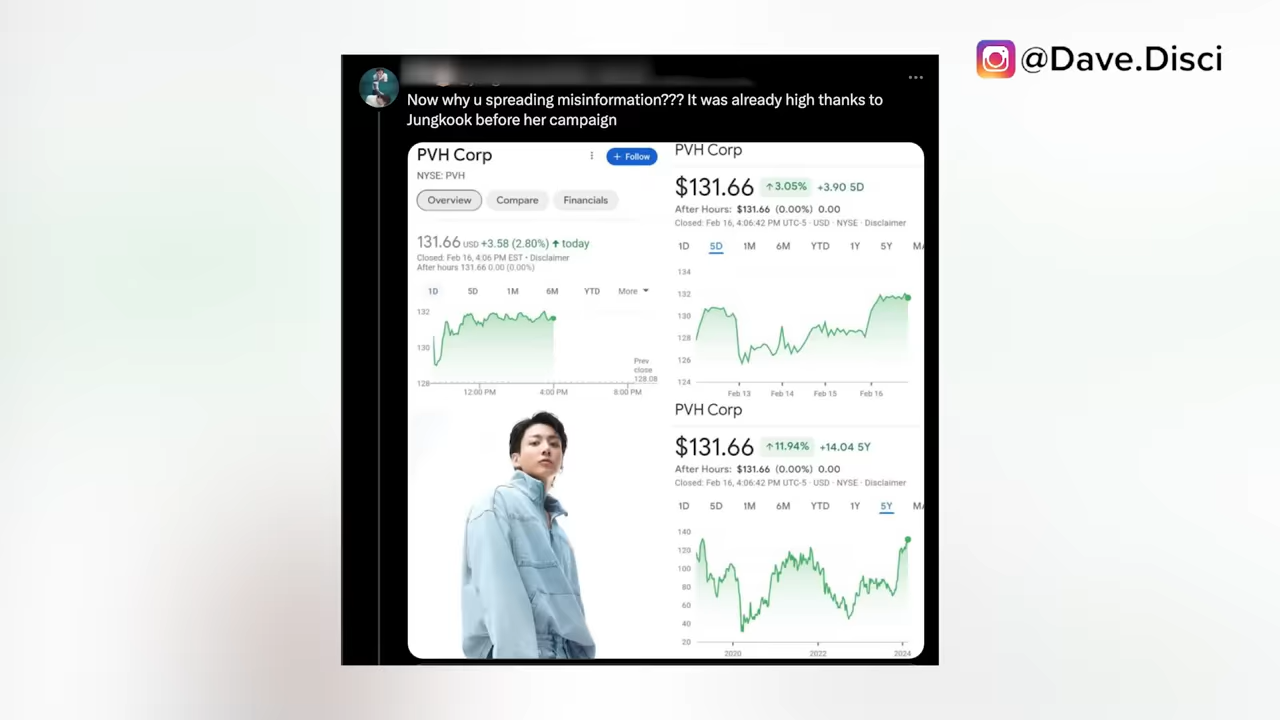 @Dave.Disci
Now why u spreading misinformation??? It was already high thanks to
Jungkook before her campaign
PVH Corp
+ Follow
NYSE: PVH
Overview Compare Financials
131.66 USD +3.58 (2.80%) ↑ today
Closed: Feb 16, 4:06 PM EST • Disclaimer
After hours 131.66 0.00 (0.00%)
1D 5D 1M 6M YTD More
132
130
128
Prev
close
128.08
12:00 PM 4:00 PM 8:00 PM
PVH Corp
$131.66 ↑3.05% +3.90 5D
After Hours: $131.66 (0.00%) 0.00
Closed: Feb 16, 4:06:42 PM UTC-5 · USD · NYSE · Disclaimer
1D 5D 1M 6M YTD 1Y 5Y MA
134
132
130
128
126
124
Feb 13 Feb 14 Feb 15 Feb 16
PVH Corp
$131.66 ↑11.94% +14.04 5Y
After Hours: $131.66 (0.00%) 0.00
Closed: Feb 16, 4:06:42 PM UTC-5 · USD · NYSE · Disclaimer
1D 5D 1M 6M YTD 1Y 5Y MA
140
120
100
80
60
40
20
2020 2022 2024